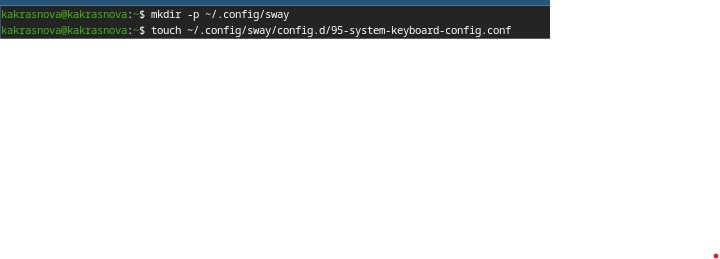 kakrasnova@kakrasnova:~$ mkdir -p ~/.config/sway
kakrasnova@kakrasnova:~$ touch ~/.config/sway/config.d/95-system-keyboard-config.conf